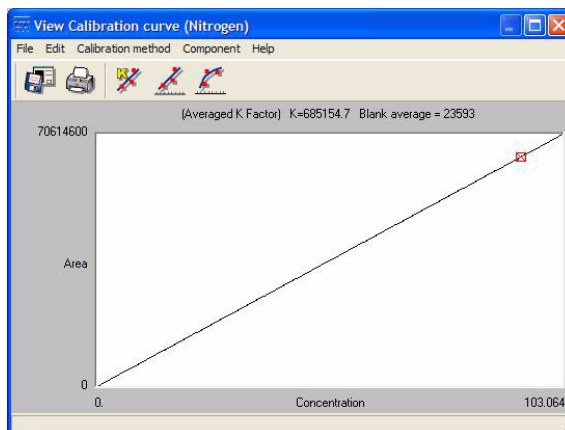 View Calibration curve (Nitrogen)
File Edit Calibration method Component Help
K
(Averaged K Factor) K=685154.7 Blank average = 23593
70614600
Area
0
0. Concentration 103.064